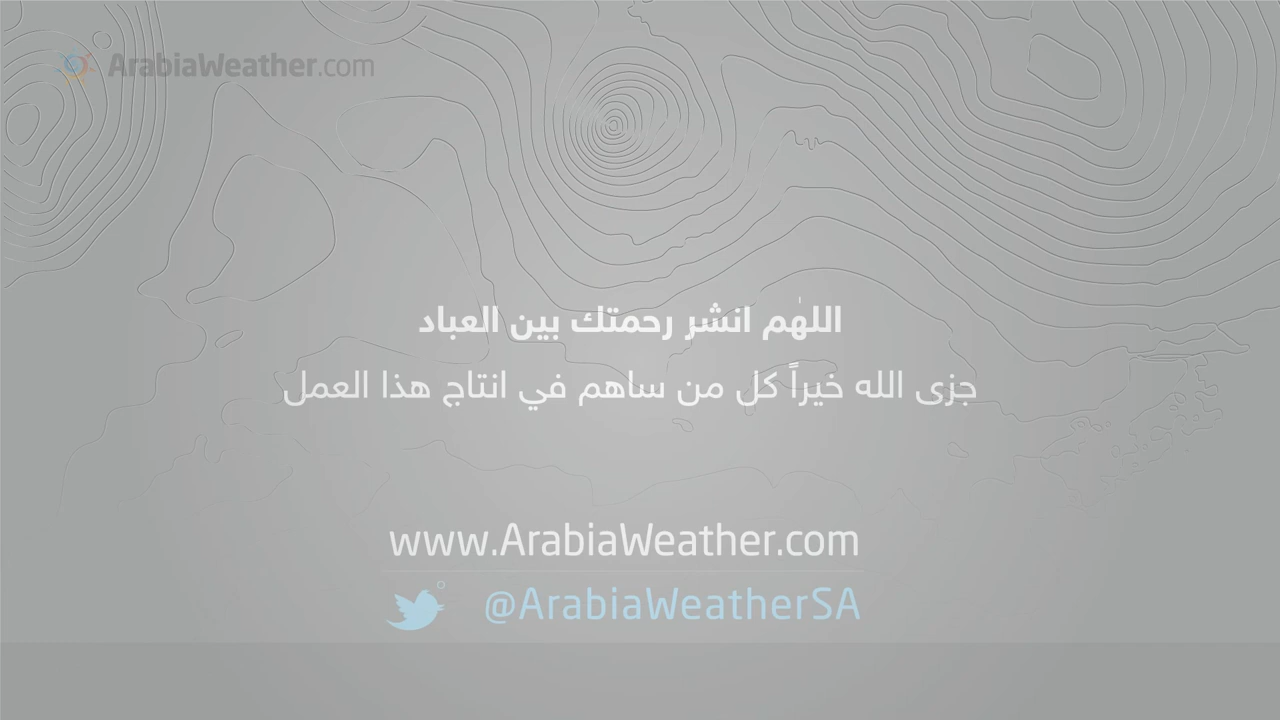 ArabiaWeather.com
اللهم انشر رحمتك بين العباد
جزى الله خيراً كل من ساهم في انتاج هذا العمل
www.ArabiaWeather.com
@ArabiaWeatherSA